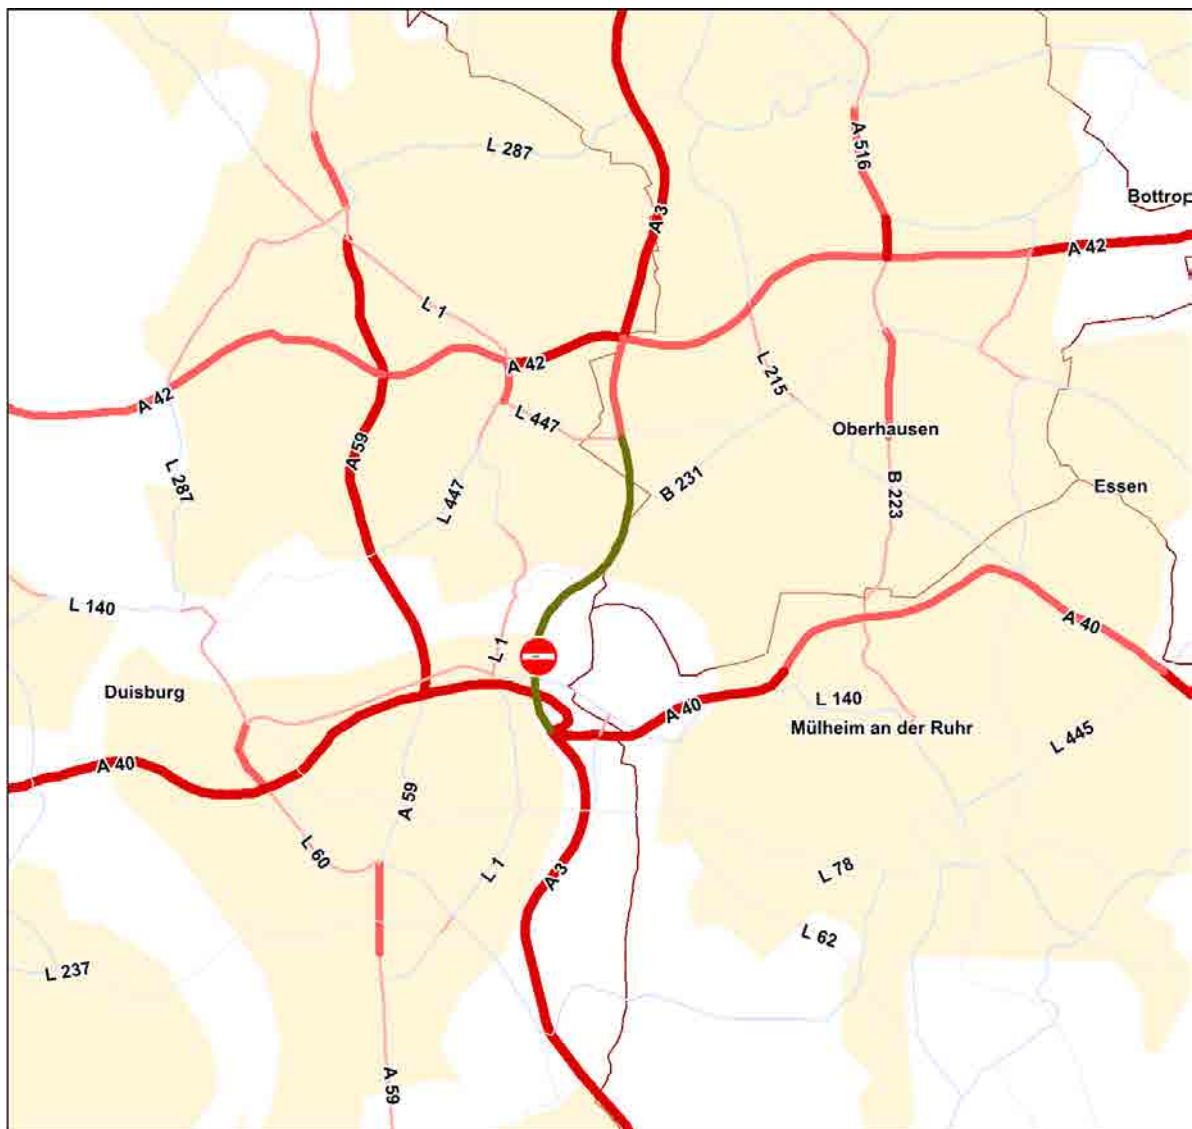 A 516
L 287
Bottrop
A 3
A 42
L 1
A 42
L 215
A 42
L 447
Oberhausen
A 59
L 287
B 231
Essen
L 447
B 223
L 140
A 40
L 1
Duisburg
L 140
A 40
Mülheim an der Ruhr
L 445
A 40
A 59
L 60
L 1
A 3
L 78
L 62
L 237
A 59